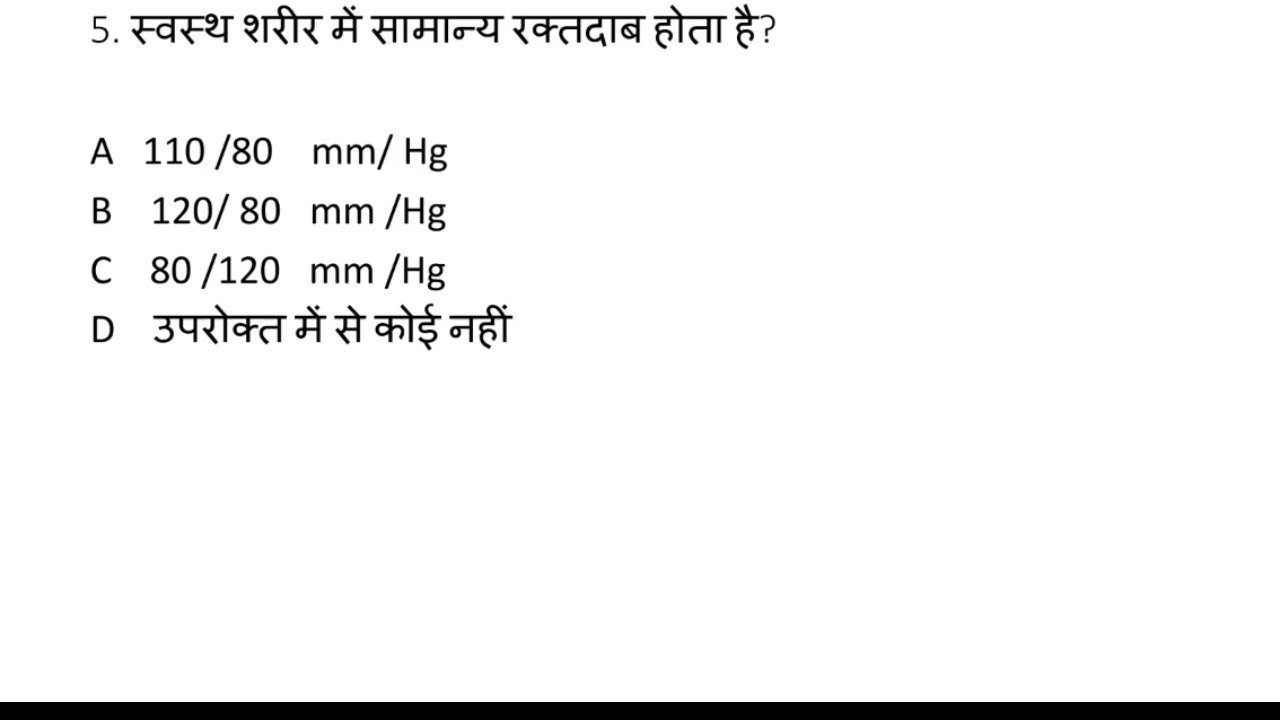 5. स्वस्थ शरीर में सामान्य रक्तदाब होता है?
A 110 /80 mm/ Hg
B 120/ 80 mm /Hg
C 80 /120 mm /Hg
D उपरोक्त में से कोई नहीं